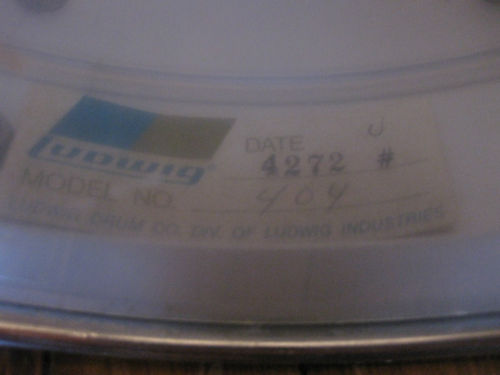 Ludwig
DATE
4272 #
MODEL NO. 404
LUDWIG DRUM CO. DIV. OF LUDWIG INDUSTRIES